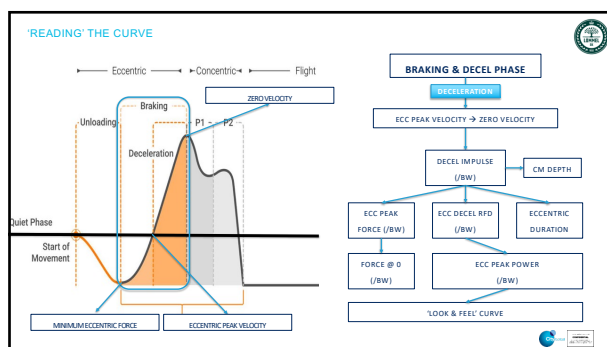 'READING' THE CURVE
LOMMEL
Eccentric
Concentric
Flight
Braking
ZERO VELOCITY
Unloading
P1
P2
Deceleration
Quiet Phase
Start of
Movement
MINIMUM ECCENTRIC FORCE
ECCENTRIC PEAK VELOCITY
BRAKING & DECEL PHASE
DECELERATION
ECC PEAK VELOCITY → ZERO VELOCITY
DECEL IMPULSE
(/BW)
CM DEPTH
ECC PEAK
FORCE (/BW)
ECC DECEL RFD
(/BW)
ECCENTRIC
DURATION
FORCE @ 0
(/BW)
ECC PEAK POWER
(/BW)
'LOOK & FEEL' CURVE